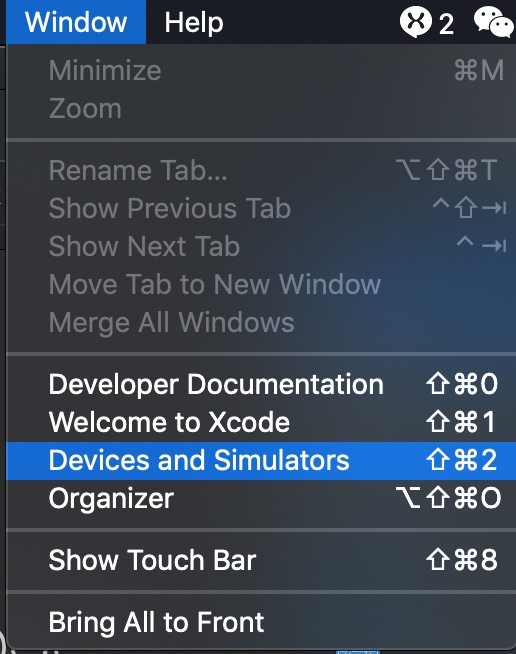 Window Help 2
Minimize ⌘M
Zoom
Rename Tab... ⌥⇧⌘T
Show Previous Tab ^⇧⇥
Show Next Tab ^⇥
Move Tab to New Window
Merge All Windows
Developer Documentation ⇧⌘0
Welcome to Xcode ⇧⌘1
Devices and Simulators ⇧⌘2
Organizer ⌥⇧⌘O
Show Touch Bar ⇧⌘8
Bring All to Front